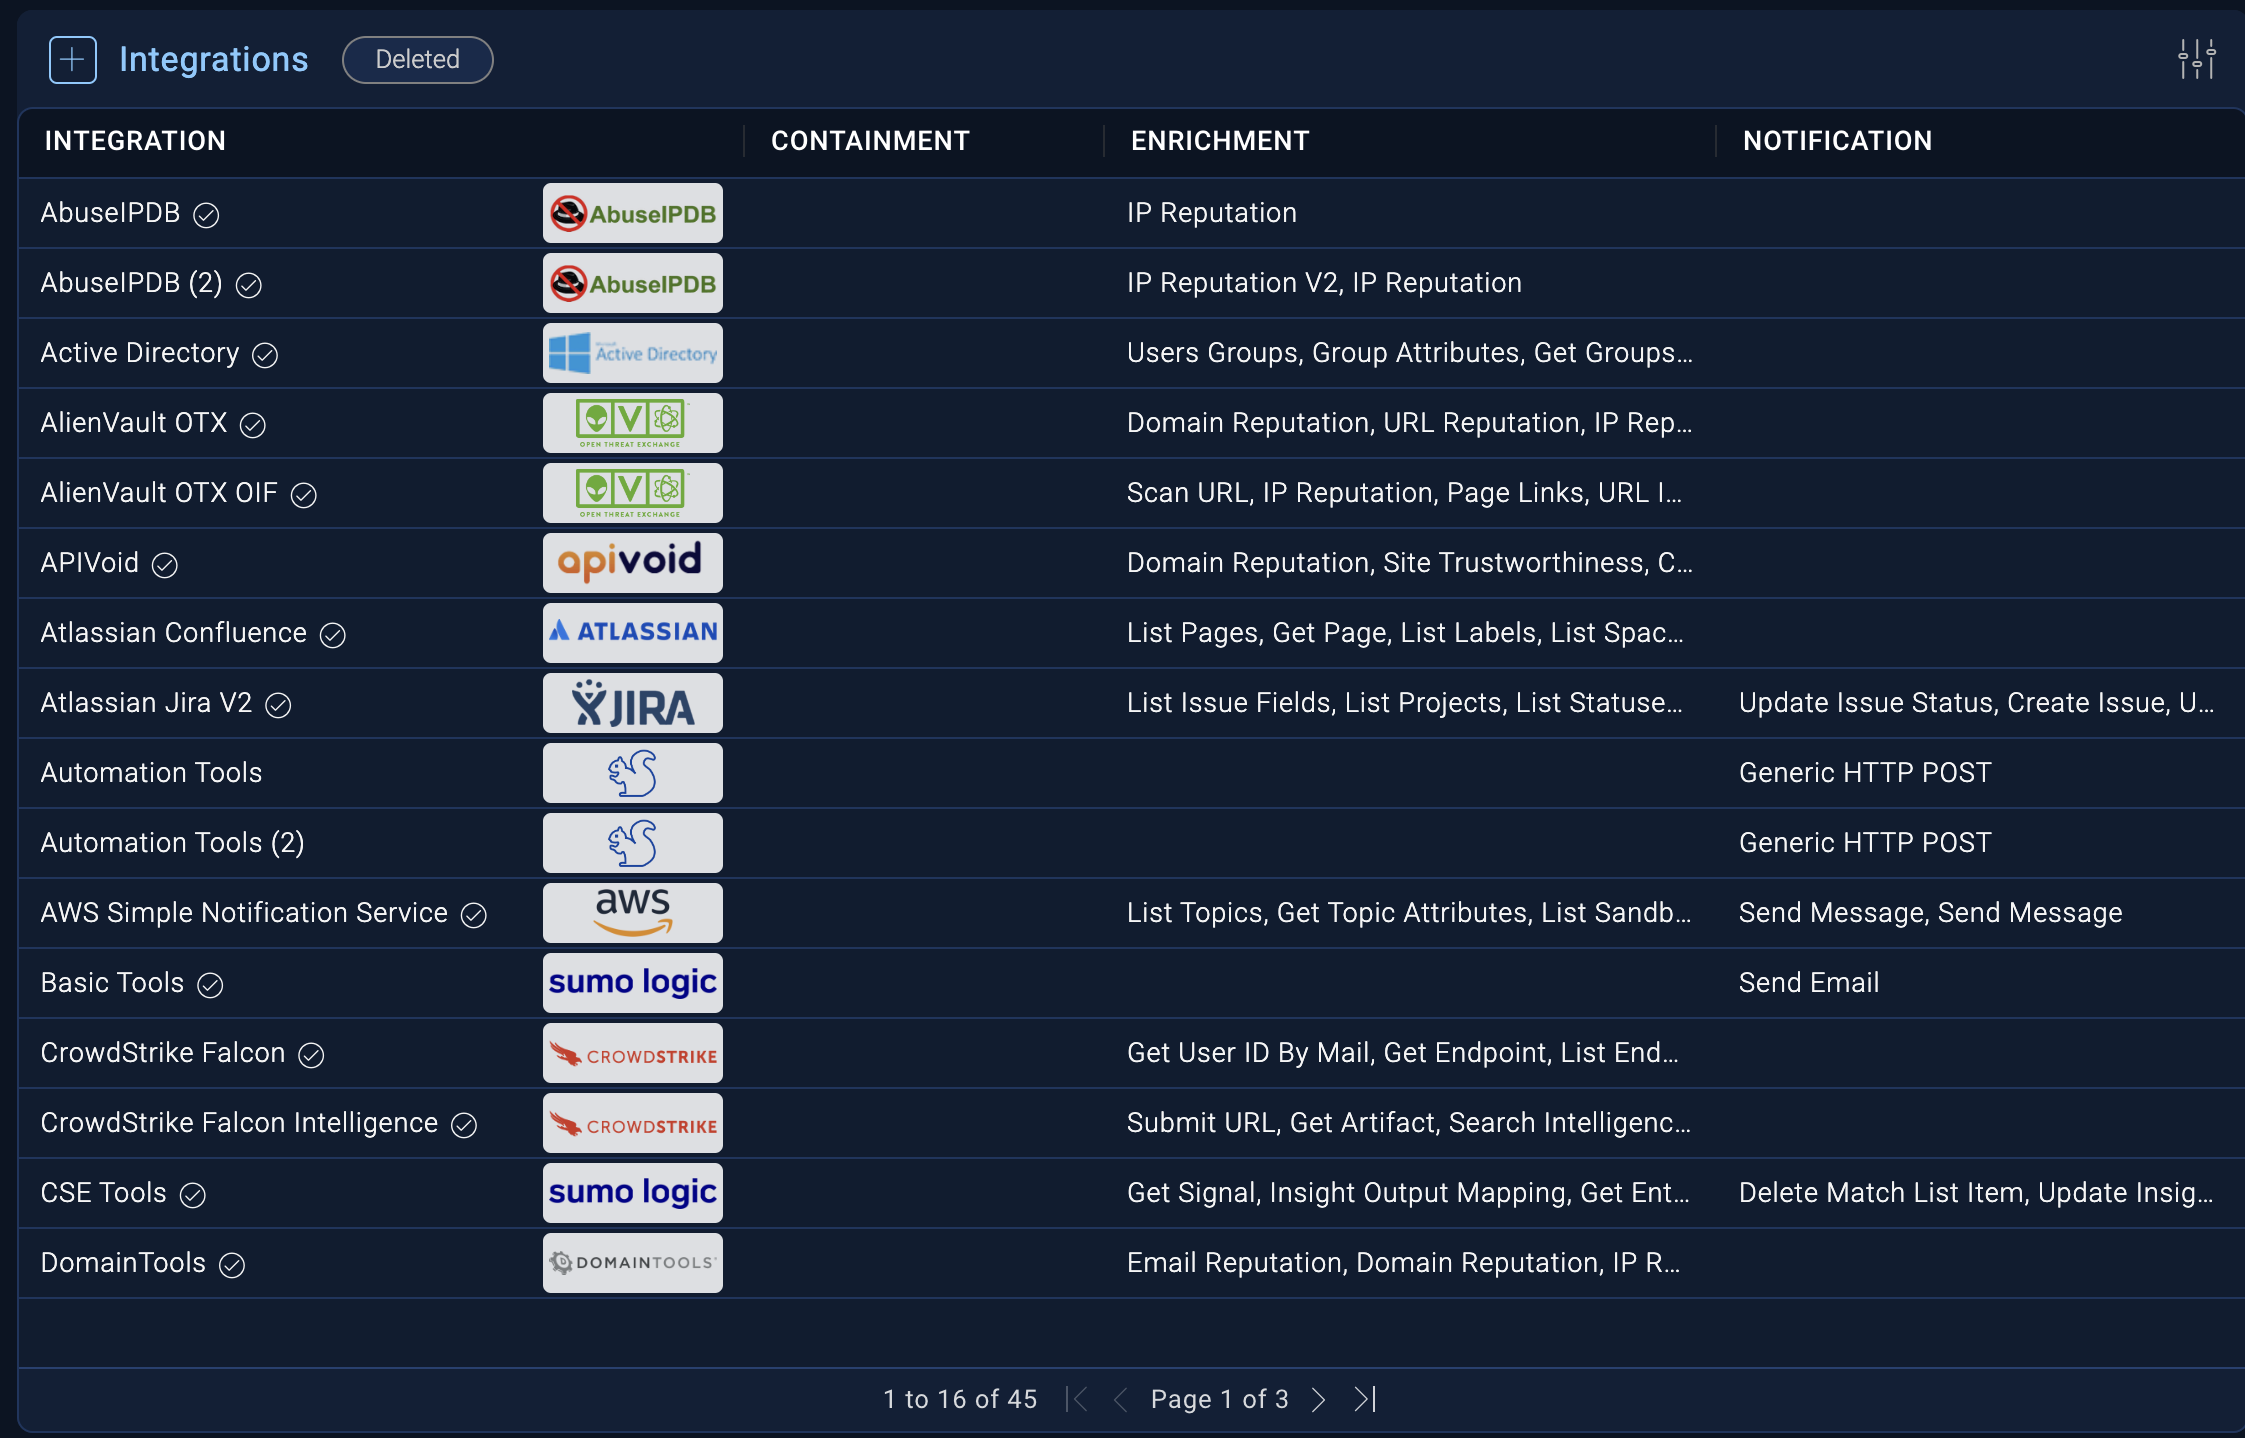 Integrations Deleted
INTEGRATION CONTAINMENT ENRICHMENT NOTIFICATION
AbuseIPDB AbuseIPDB IP Reputation
AbuseIPDB (2) AbuseIPDB IP Reputation V2, IP Reputation
Active Directory Active Directory Users Groups, Group Attributes, Get Groups...
AlienVault OTX V OPEN THREAT EXCHANGE Domain Reputation, URL Reputation, IP Rep...
AlienVault OTX OIF V OPEN THREAT EXCHANGE Scan URL, IP Reputation, Page Links, URL I...
APIVoid apivoid Domain Reputation, Site Trustworthiness, C...
Atlassian Confluence ATLASSIAN List Pages, Get Page, List Labels, List Spac...
Atlassian Jira V2 JIRA List Issue Fields, List Projects, List Statuse... Update Issue Status, Create Issue, U...
Automation Tools Generic HTTP POST
Automation Tools (2) Generic HTTP POST
AWS Simple Notification Service aws List Topics, Get Topic Attributes, List Sandb... Send Message, Send Message
Basic Tools sumo logic Send Email
CrowdStrike Falcon CROWDSTRIKE Get User ID By Mail, Get Endpoint, List End...
CrowdStrike Falcon Intelligence CROWDSTRIKE Submit URL, Get Artifact, Search Intelligenc...
CSE Tools sumo logic Get Signal, Insight Output Mapping, Get Ent... Delete Match List Item, Update Insig...
DomainTools DOMAINTOOLS Email Reputation, Domain Reputation, IP R...
1 to 16 of 45 Page 1 of 3